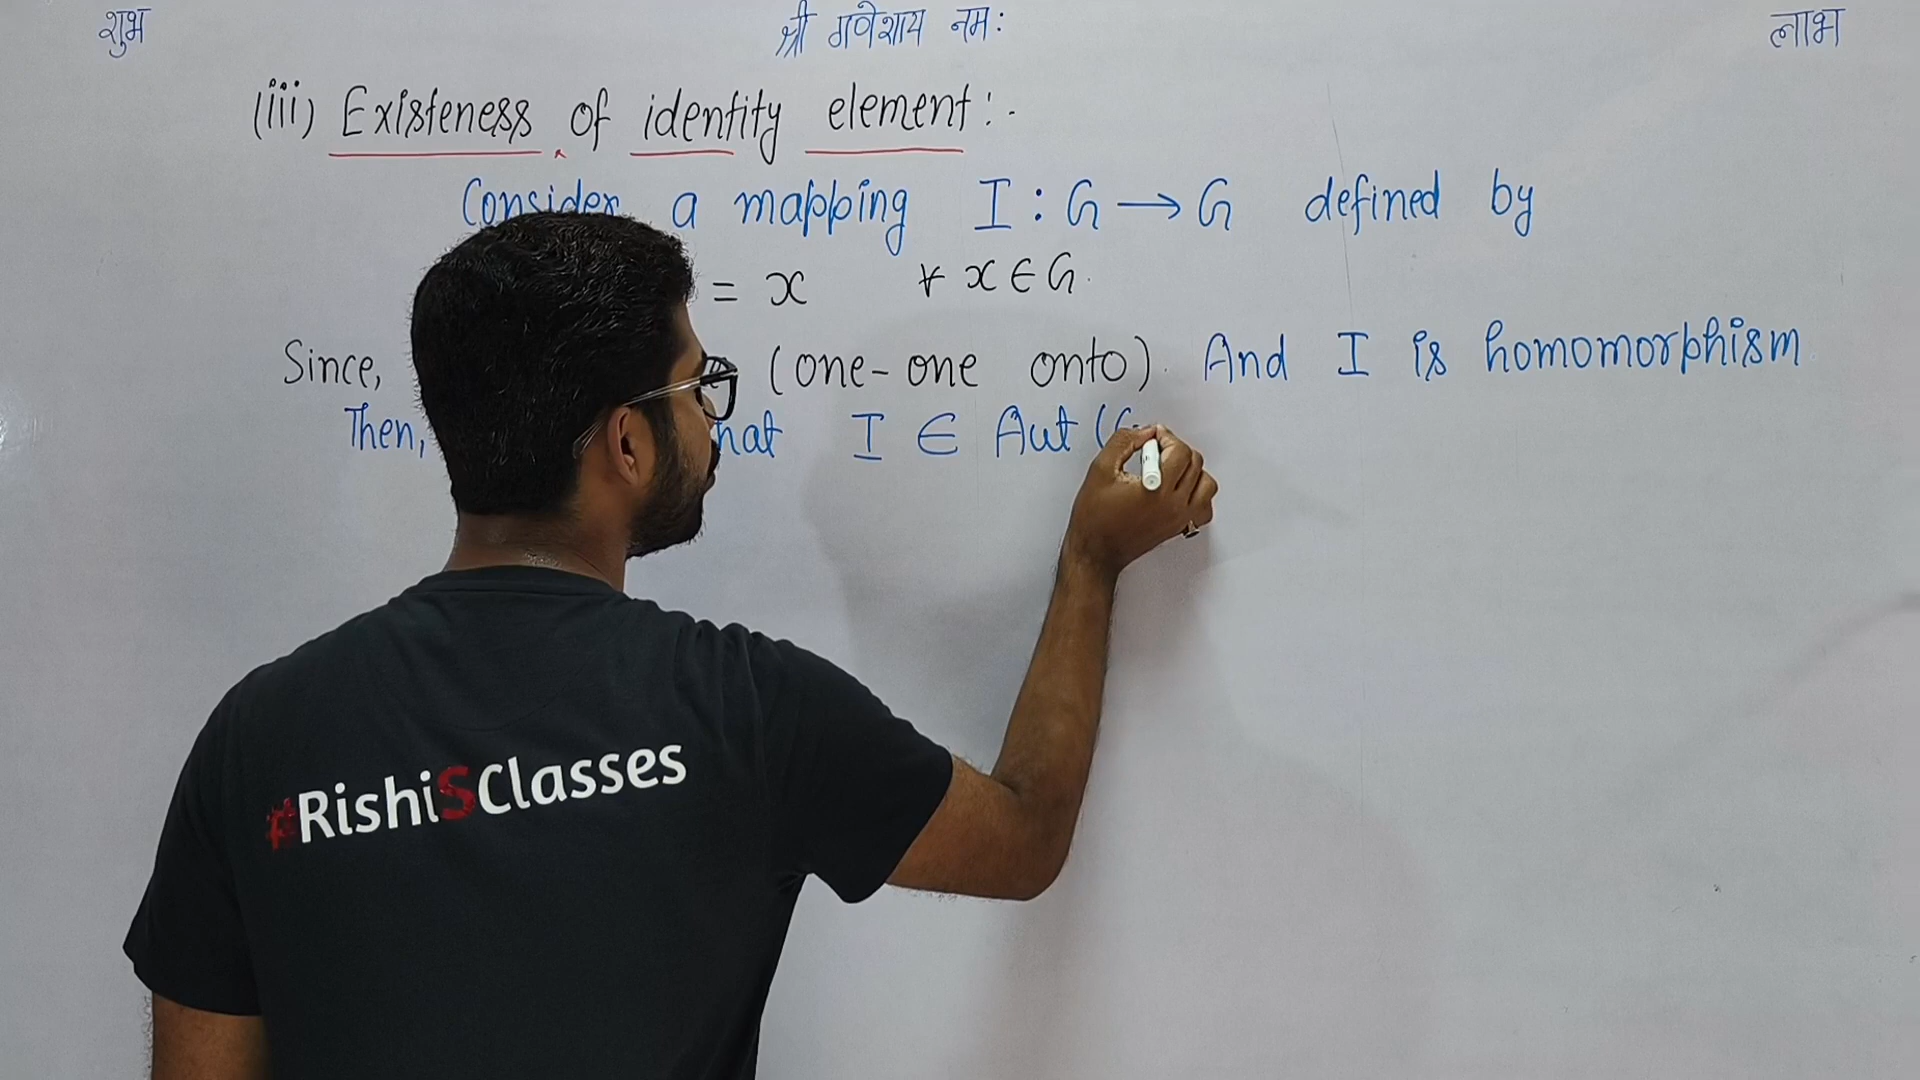 शुभ श्री गणेशाय नमः लाभ
(iii) Existeness of identity element:-
Consider a mapping I : G → G defined by
= x ∀ x ∈ G.
Since, (one-one onto). And I is homomorphism.
Then, that I ∈ Aut (G
#RishiSClasses